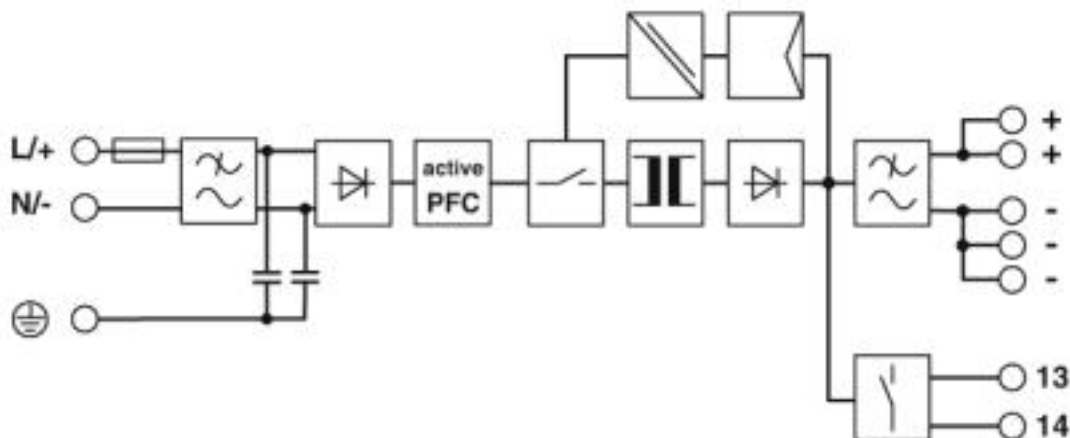 L/+
N/-
active
PFC
+
+
-
-
-
13
14